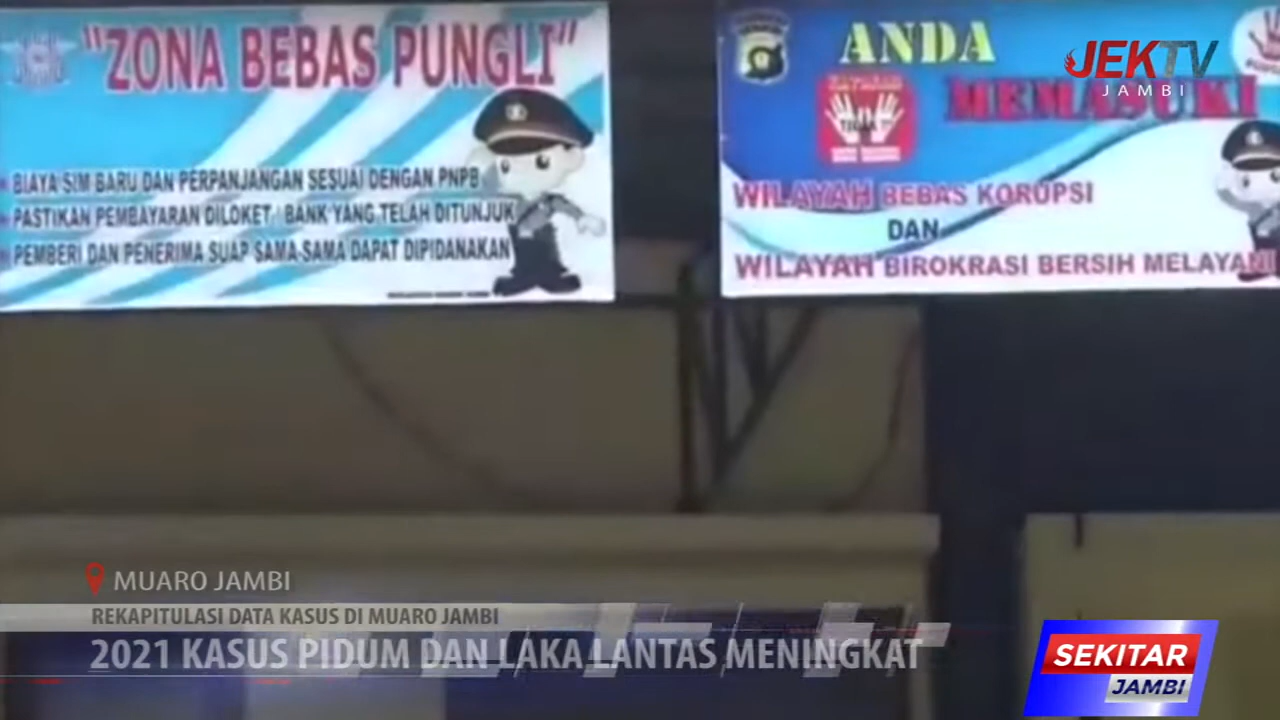 "ZONA BEBAS PUNGLI"
BIAYA SIM BARU DAN PERPANJANGAN SESUAI DENGAN PNPB
PASTIKAN PEMBAYARAN DILOKET / BANK YANG TELAH DITUNJUK
PEMBERI DAN PENERIMA SUAP SAMA-SAMA DAPAT DIPIDANAKAN
ANDA
MEMASUKI
WILAYAH BEBAS KORUPSI
DAN
WILAYAH BIROKRASI BERSIH MELAYANI
JEKTV
JAMBI
MUARO JAMBI
REKAPITULASI DATA KASUS DI MUARO JAMBI
2021 KASUS PIDUM DAN LAKA LANTAS MENINGKAT
SEKITAR
JAMBI